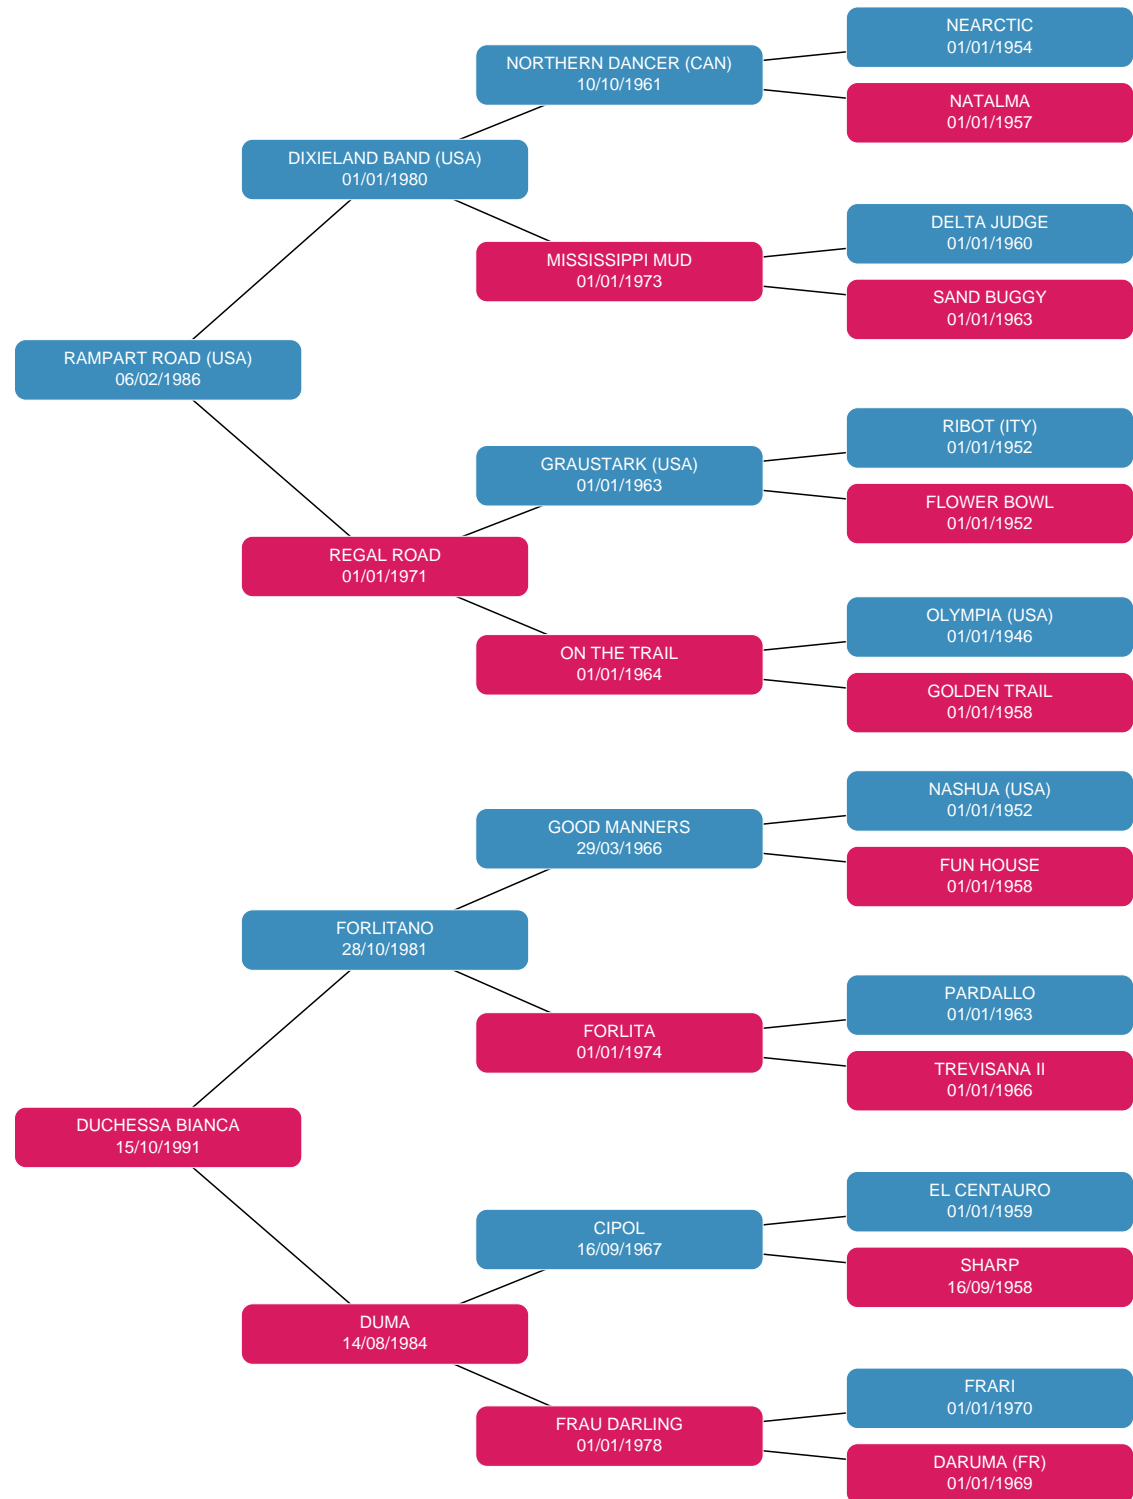 NEARCTIC
01/01/1954
NORTHERN DANCER (CAN)
10/10/1961
NATALMA
01/01/1957
DIXIELAND BAND (USA)
01/01/1980
DELTA JUDGE
01/01/1960
MISSISSIPPI MUD
01/01/1973
SAND BUGGY
01/01/1963
RAMPART ROAD (USA)
06/02/1986
RIBOT (ITY)
01/01/1952
GRAUSTARK (USA)
01/01/1963
FLOWER BOWL
01/01/1952
REGAL ROAD
01/01/1971
OLYMPIA (USA)
01/01/1946
ON THE TRAIL
01/01/1964
GOLDEN TRAIL
01/01/1958
NASHUA (USA)
01/01/1952
GOOD MANNERS
29/03/1966
FUN HOUSE
01/01/1958
FORLITANO
28/10/1981
PARDALLO
01/01/1963
FORLITA
01/01/1974
TREVISANA II
01/01/1966
DUCHESSA BIANCA
15/10/1991
EL CENTAURO
01/01/1959
CIPOL
16/09/1967
SHARP
16/09/1958
DUMA
14/08/1984
FRARI
01/01/1970
FRAU DARLING
01/01/1978
DARUMA (FR)
01/01/1969